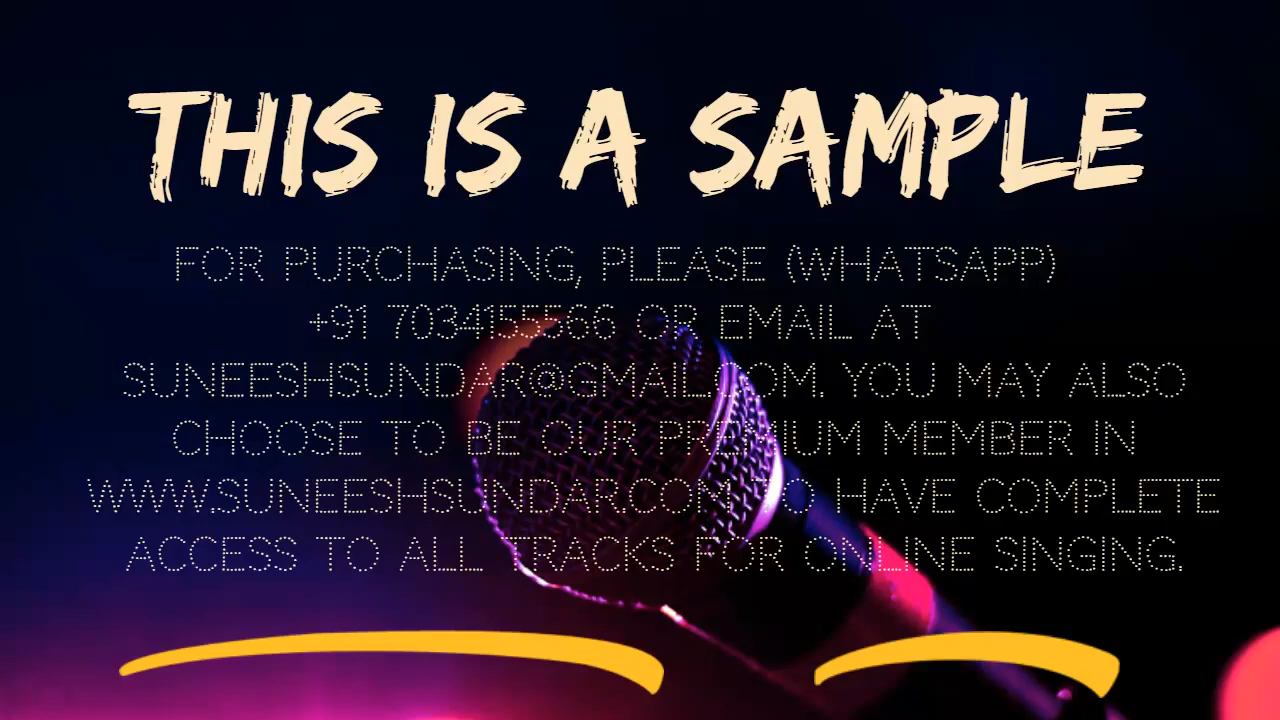 THIS IS A SAMPLE
FOR PURCHASING, PLEASE (WHATSAPP)
+91 7034155566 OR EMAIL AT
SUNEESHSUNDAR@GMAIL.COM. YOU MAY ALSO
CHOOSE TO BE OUR PREMIUM MEMBER IN
WWW.SUNEESHSUNDAR.COM TO HAVE COMPLETE
ACCESS TO ALL TRACKS FOR ONLINE SINGING.